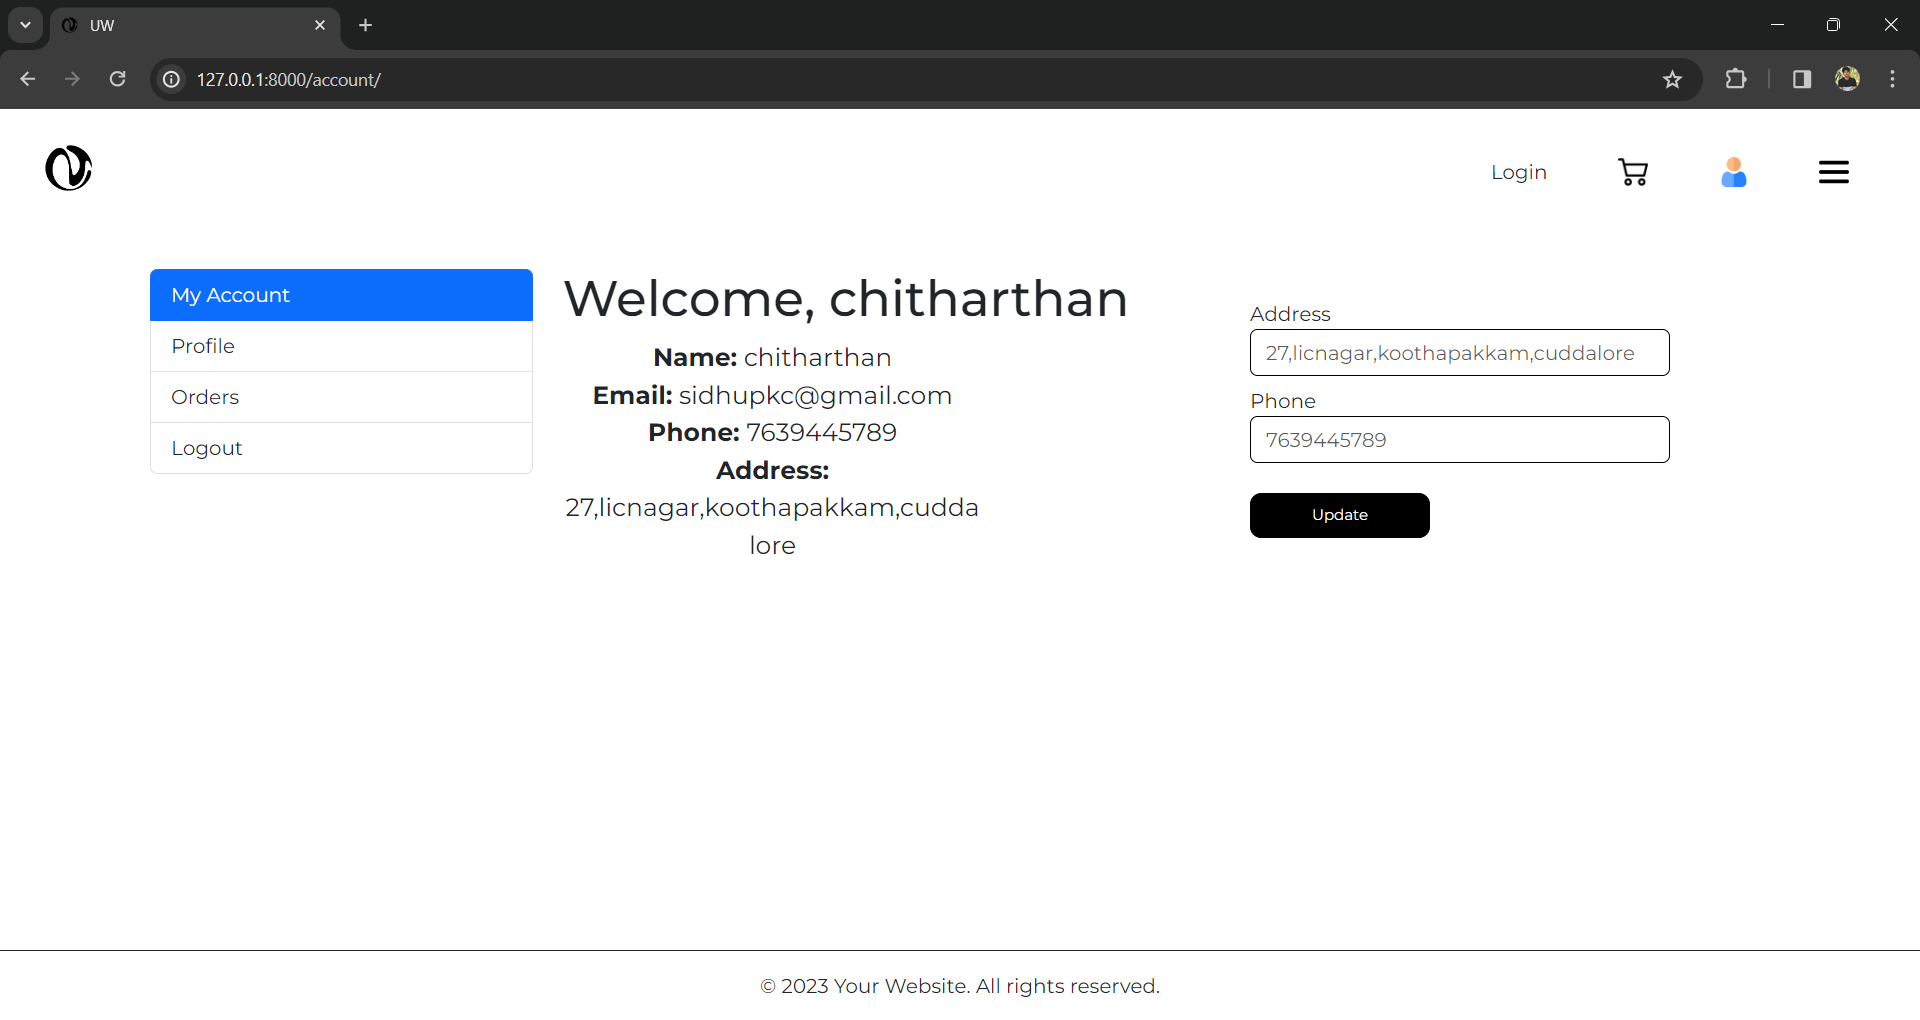 UW
127.0.0.1:8000/account/
Login
My Account
Profile
Orders
Logout
Welcome, chitharthan
Name: chitharthan
Email: sidhupkc@gmail.com
Phone: 7639445789
Address:
27,licnagar,koothapakkam,cudda
lore
Address
27,licnagar,koothapakkam,cuddalore
Phone
7639445789
Update
© 2023 Your Website. All rights reserved.